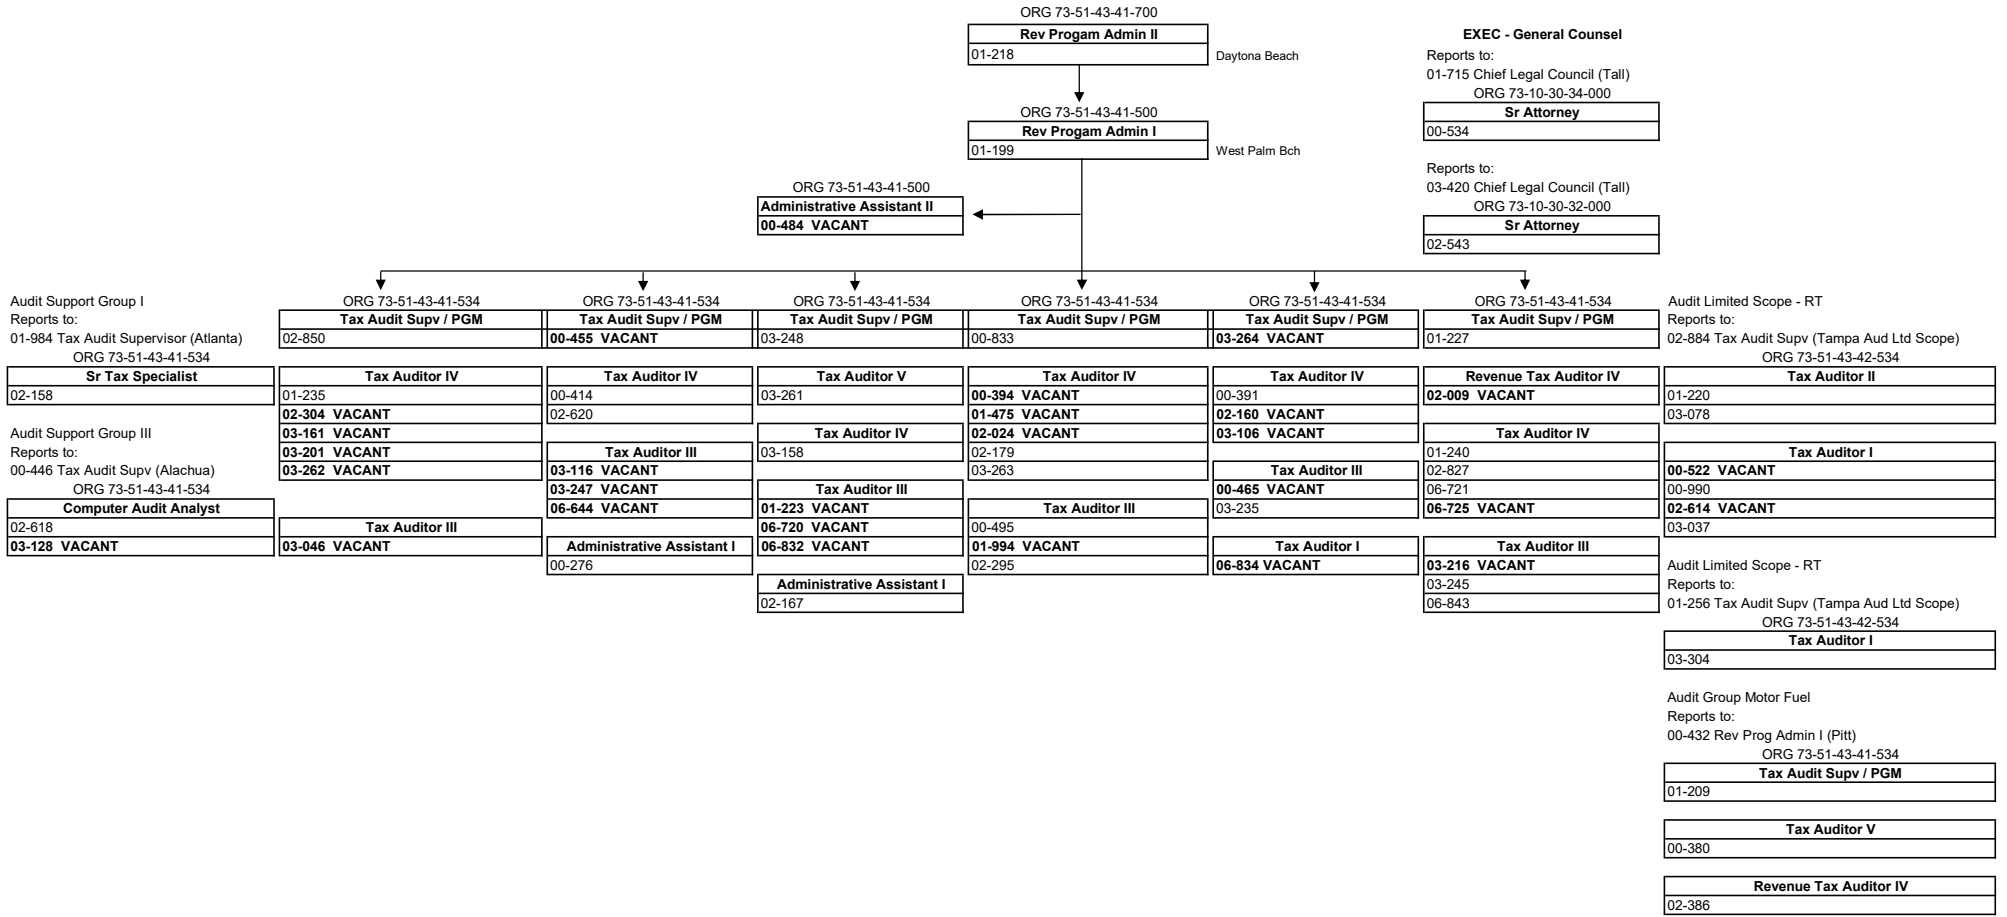 ORG 73-51-43-41-700
Rev Progam Admin II
01-218
Daytona Beach
ORG 73-51-43-41-500
Rev Progam Admin I
01-199
West Palm Bch
ORG 73-51-43-41-500
Administrative Assistant II
00-484 VACANT
EXEC - General Counsel
Reports to:
01-715 Chief Legal Council (Tall)
ORG 73-10-30-34-000
Sr Attorney
00-534
Reports to:
03-420 Chief Legal Council (Tall)
ORG 73-10-30-32-000
Sr Attorney
02-543
Audit Support Group I
Reports to:
01-984 Tax Audit Supervisor (Atlanta)
ORG 73-51-43-41-534
Sr Tax Specialist
02-158
Audit Support Group III
Reports to:
00-446 Tax Audit Supv (Alachua)
ORG 73-51-43-41-534
Computer Audit Analyst
02-618
03-128 VACANT
ORG 73-51-43-41-534
Tax Audit Supv / PGM
02-850
Tax Auditor IV
01-235
02-304 VACANT
03-161 VACANT
03-201 VACANT
03-262 VACANT
Tax Auditor III
03-046 VACANT
ORG 73-51-43-41-534
Tax Audit Supv / PGM
00-455 VACANT
Tax Auditor IV
00-414
02-620
Tax Auditor III
03-116 VACANT
03-247 VACANT
06-644 VACANT
Administrative Assistant I
00-276
ORG 73-51-43-41-534
Tax Audit Supv / PGM
03-248
Tax Auditor V
03-261
Tax Auditor IV
03-158
Tax Auditor III
01-223 VACANT
06-720 VACANT
06-832 VACANT
Administrative Assistant I
02-167
ORG 73-51-43-41-534
Tax Audit Supv / PGM
00-833
Tax Auditor IV
00-394 VACANT
01-475 VACANT
02-024 VACANT
02-179
03-263
Tax Auditor III
00-495
01-994 VACANT
02-295
ORG 73-51-43-41-534
Tax Audit Supv / PGM
03-264 VACANT
Tax Auditor IV
00-391
02-160 VACANT
03-106 VACANT
Tax Auditor III
00-465 VACANT
03-235
Tax Auditor I
06-834 VACANT
ORG 73-51-43-41-534
Tax Audit Supv / PGM
01-227
Revenue Tax Auditor IV
02-009 VACANT
Tax Auditor IV
01-240
02-827
06-721
06-725 VACANT
Tax Auditor III
03-216 VACANT
03-245
06-843
Audit Limited Scope - RT
Reports to:
02-884 Tax Audit Supv (Tampa Aud Ltd Scope)
ORG 73-51-43-42-534
Tax Auditor II
01-220
03-078
Tax Auditor I
00-522 VACANT
00-990
02-614 VACANT
03-037
Audit Limited Scope - RT
Reports to:
01-256 Tax Audit Supv (Tampa Aud Ltd Scope)
ORG 73-51-43-42-534
Tax Auditor I
03-304
Audit Group Motor Fuel
Reports to:
00-432 Rev Prog Admin I (Pitt)
ORG 73-51-43-41-534
Tax Audit Supv / PGM
01-209
Tax Auditor V
00-380
Revenue Tax Auditor IV
02-386